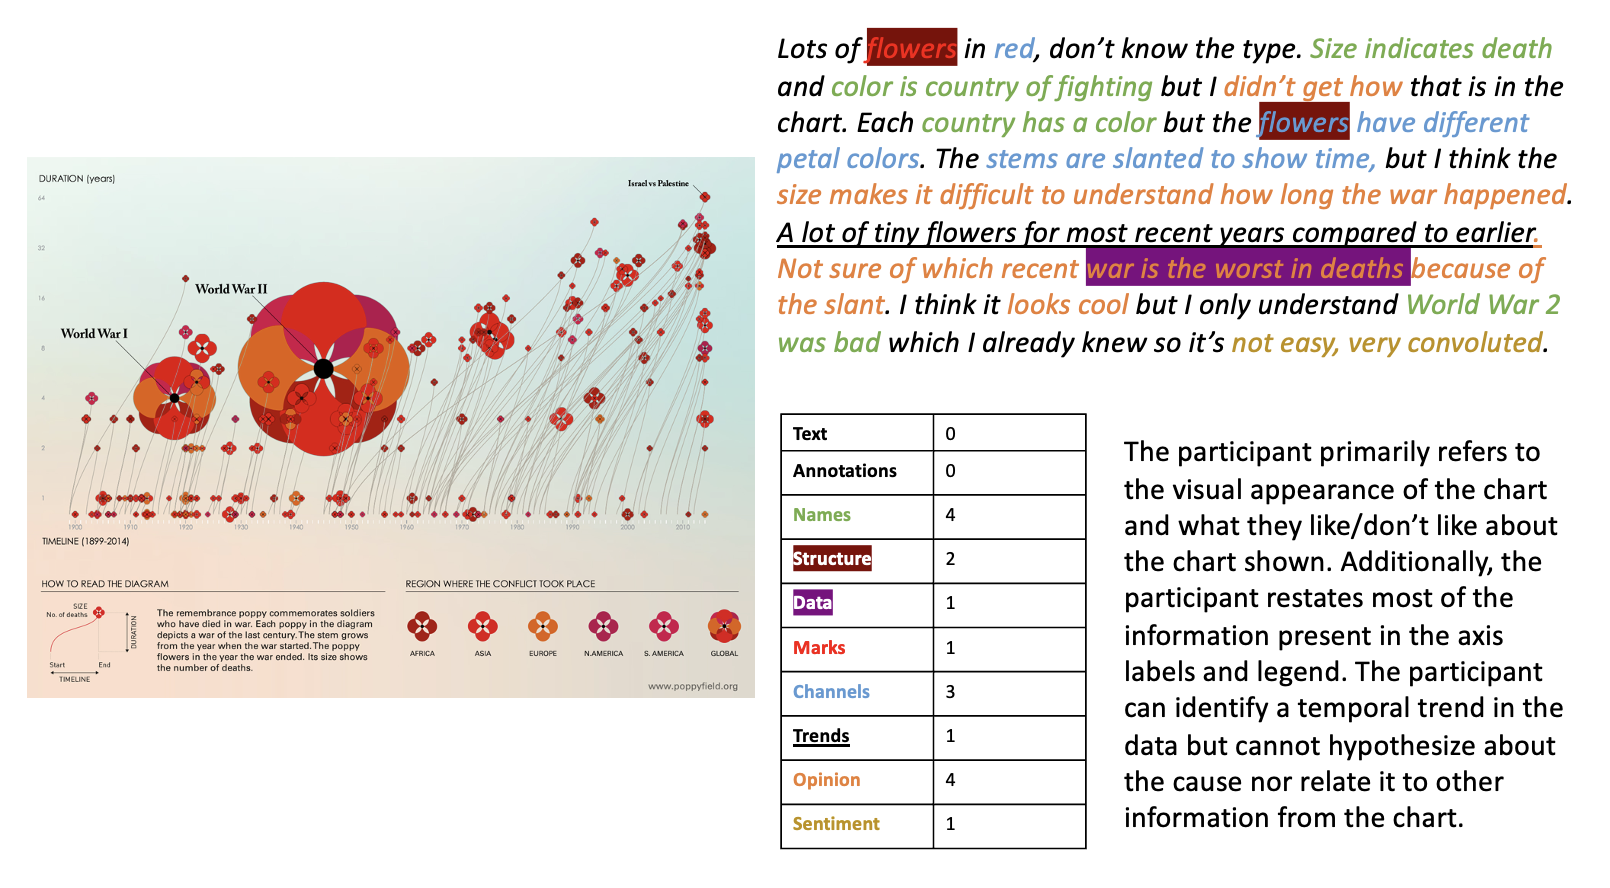 DURATION (years)
64
32
16
8
4
2
1
Israel vs Palestine
World War II
World War I
1900
1910
1920
1930
1940
1950
1960
1970
1980
1990
2000
2010
TIMELINE (1899-2014)
HOW TO READ THE DIAGRAM
SIZE
No. of deaths
DURATION
Start
End
TIMELINE
The remembrance poppy commemorates soldiers
who have died in war. Each poppy in the diagram
depicts a war of the last century. The stem grows
from the year when the war started. The poppy
flowers in the year the war ended. Its size shows
the number of deaths.
REGION WHERE THE CONFLICT TOOK PLACE
AFRICA
ASIA
EUROPE
N.AMERICA
S. AMERICA
GLOBAL
www.poppyfield.org
Lots of flowers in red, don’t know the type. Size indicates death
and color is country of fighting but I didn’t get how that is in the
chart. Each country has a color but the flowers have different
petal colors. The stems are slanted to show time, but I think the
size makes it difficult to understand how long the war happened.
A lot of tiny flowers for most recent years compared to earlier.
Not sure of which recent war is the worst in deaths because of
the slant. I think it looks cool but I only understand World War 2
was bad which I already knew so it’s not easy, very convoluted.
Text 0
Annotations 0
Names 4
Structure 2
Data 1
Marks 1
Channels 3
Trends 1
Opinion 4
Sentiment 1
The participant primarily refers to
the visual appearance of the chart
and what they like/don’t like about
the chart shown. Additionally, the
participant restates most of the
information present in the axis
labels and legend. The participant
can identify a temporal trend in the
data but cannot hypothesize about
the cause nor relate it to other
information from the chart.